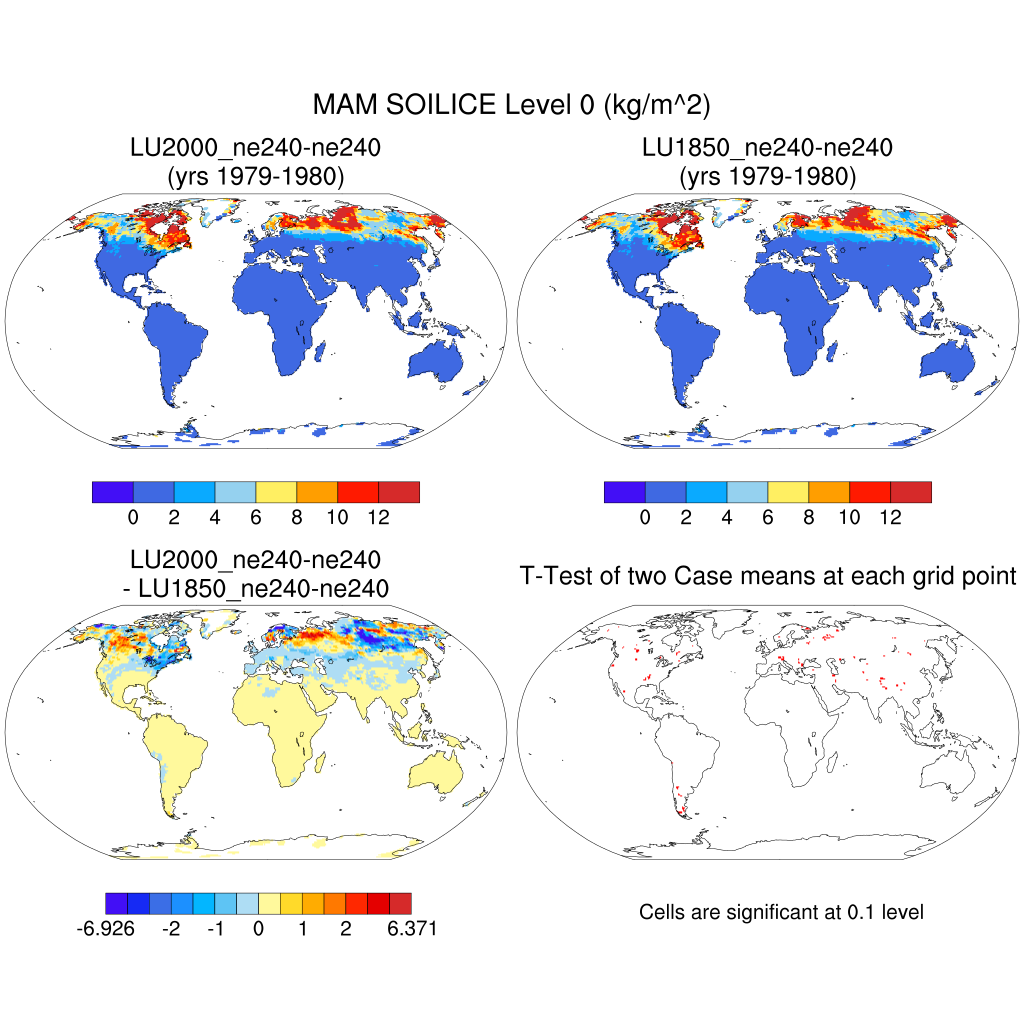 MAM SOILICE Level 0 (kg/m^2)
LU2000_ne240-ne240
(yrs 1979-1980)
LU1850_ne240-ne240
(yrs 1979-1980)
0 2 4 6 8 10 12
0 2 4 6 8 10 12
LU2000_ne240-ne240
- LU1850_ne240-ne240
T-Test of two Case means at each grid point
-6.926 -2 -1 0 1 2 6.371
Cells are significant at 0.1 level